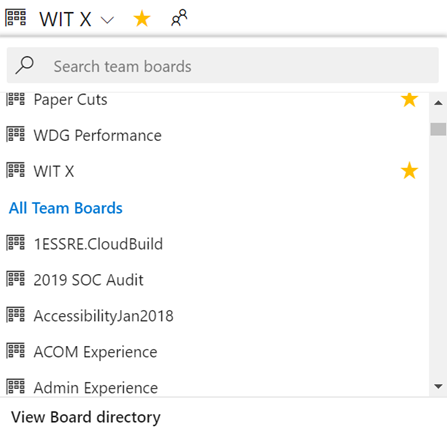 WIT X
Search team boards
Paper Cuts
WDG Performance
WIT X
All Team Boards
1ESSRE.CloudBuild
2019 SOC Audit
AccessibilityJan2018
ACOM Experience
Admin Experience
View Board directory